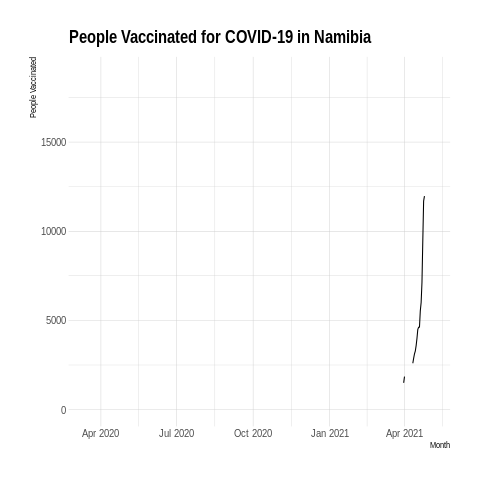 People Vaccinated for COVID-19 in Namibia
People Vaccinated
15000
10000
5000
0
Apr 2020 Jul 2020 Oct 2020 Jan 2021 Apr 2021
Month